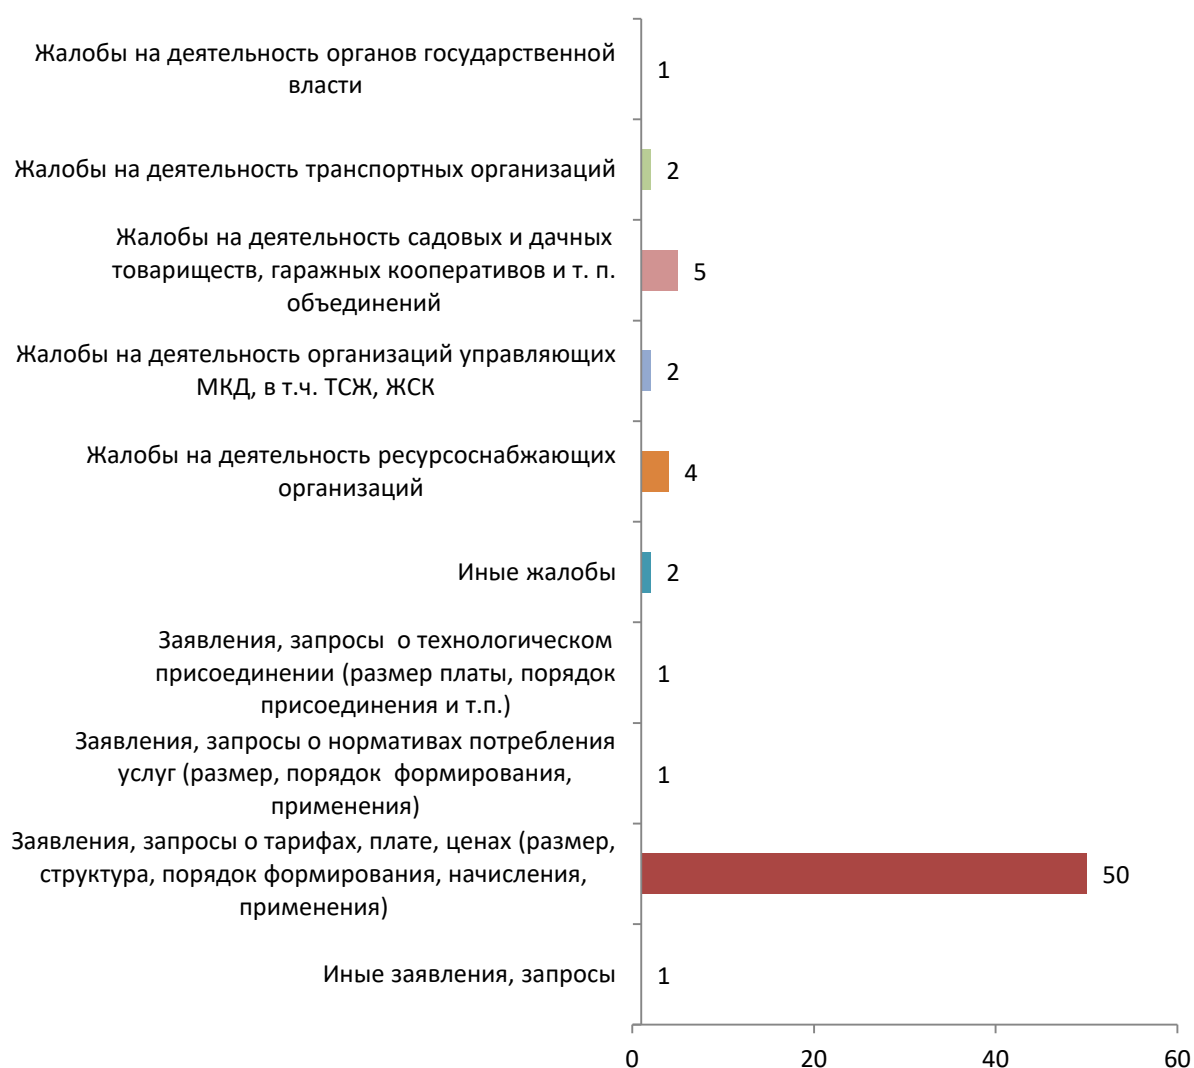 Жалобы на деятельность органов государственной
власти
1
Жалобы на деятельность транспортных организаций
2
Жалобы на деятельность садовых и дачных
товариществ, гаражных кооперативов и т. п.
объединений
5
Жалобы на деятельность организаций управляющих
МКД, в т.ч. ТСЖ, ЖСК
2
Жалобы на деятельность ресурсоснабжающих
организаций
4
Иные жалобы
2
Заявления, запросы  о технологическом
присоединении (размер платы, порядок
присоединения и т.п.)
1
Заявления, запросы о нормативах потребления
услуг (размер, порядок  формирования,
применения)
1
Заявления, запросы о тарифах, плате, ценах (размер,
структура, порядок формирования, начисления,
применения)
50
Иные заявления, запросы
1
0 20 40 60